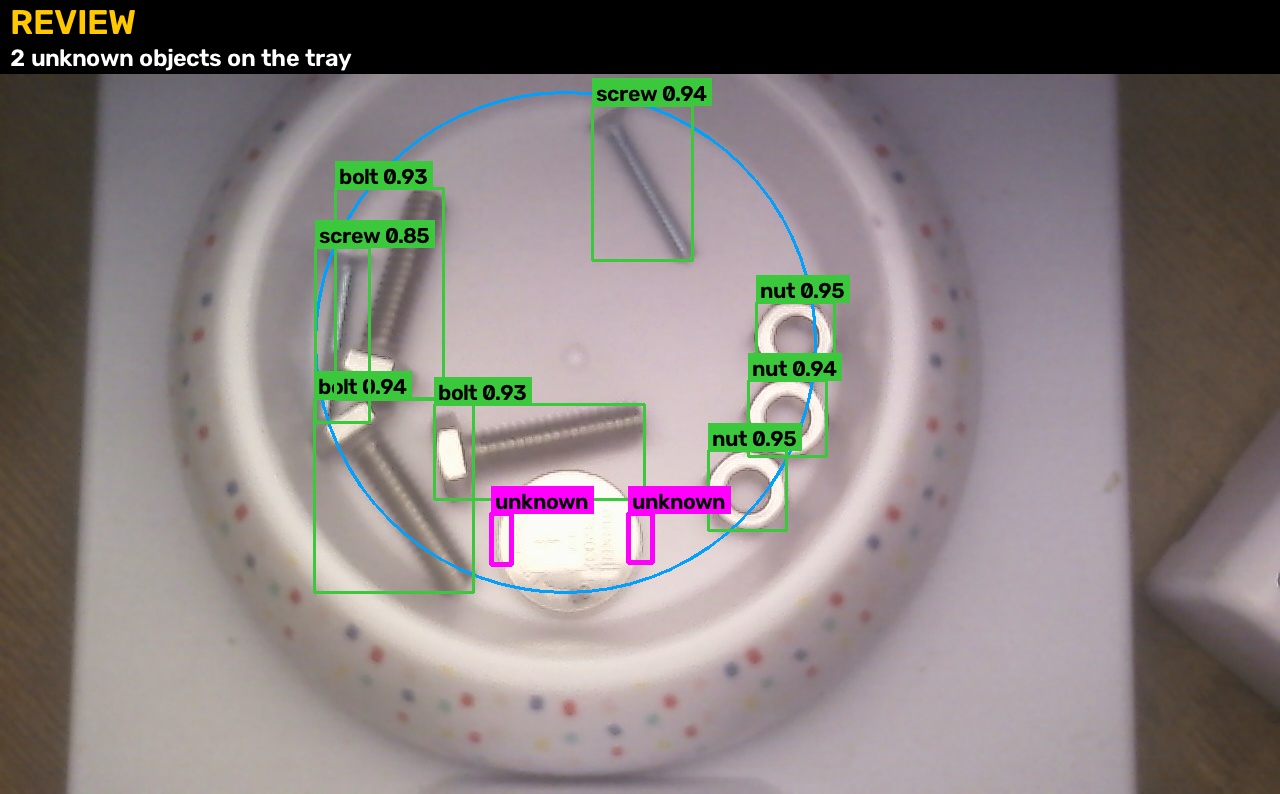 REVIEW
2 unknown objects on the tray
screw 0.94
bolt 0.93
screw 0.85
nut 0.95
nut 0.94
bolt 0.94
bolt 0.93
nut 0.95
unknown
unknown